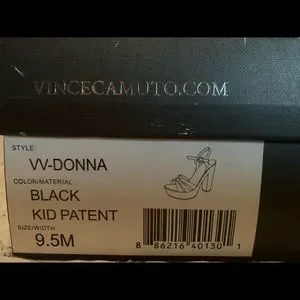 VINCECAMUTO.COM
STYLE:
VV-DONNA
COLOR/MATERIAL
BLACK
KID PATENT
SIZE/WIDTH
9.5M
8 86216 40130 1